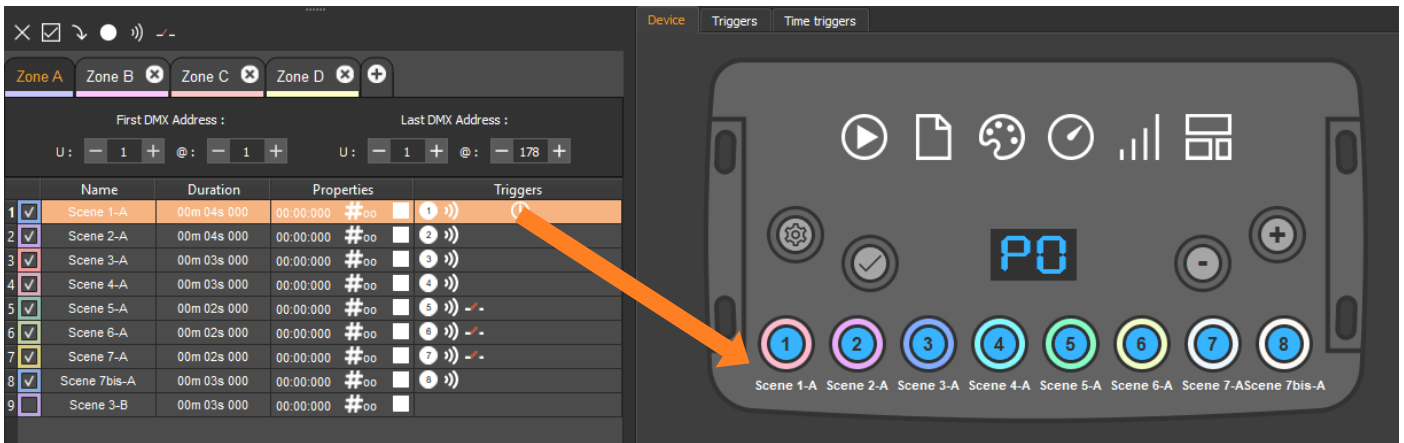 Device Triggers Time triggers
Zone A Zone B Zone C Zone D
First DMX Address : Last DMX Address :
U : 1 @ : 1 U : 1 @ : 178
Name Duration Properties Triggers
1 Scene 1-A 00m 04s 000 00:00:000 #oo 1
2 Scene 2-A 00m 04s 000 00:00:000 #oo 2
3 Scene 3-A 00m 03s 000 00:00:000 #oo 3
4 Scene 4-A 00m 03s 000 00:00:000 #oo 4
5 Scene 5-A 00m 02s 000 00:00:000 #oo 5
6 Scene 6-A 00m 02s 000 00:00:000 #oo 6
7 Scene 7-A 00m 02s 000 00:00:000 #oo 7
8 Scene 7bis-A 00m 03s 000 00:00:000 #oo 8
9 Scene 3-B 00m 03s 000 00:00:000 #oo
P0
1 2 3 4 5 6 7 8
Scene 1-A Scene 2-A Scene 3-A Scene 4-A Scene 5-A Scene 6-A Scene 7-A Scene 7bis-A